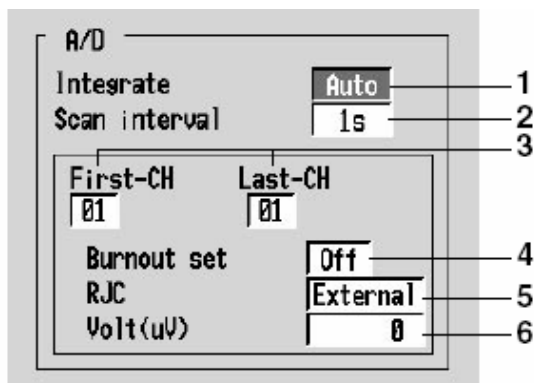 A/D
Integrate Auto 1
Scan interval 1s 2
3
First-CH Last-CH
01 01
Burnout set Off 4
RJC External 5
Volt(uV) 0 6